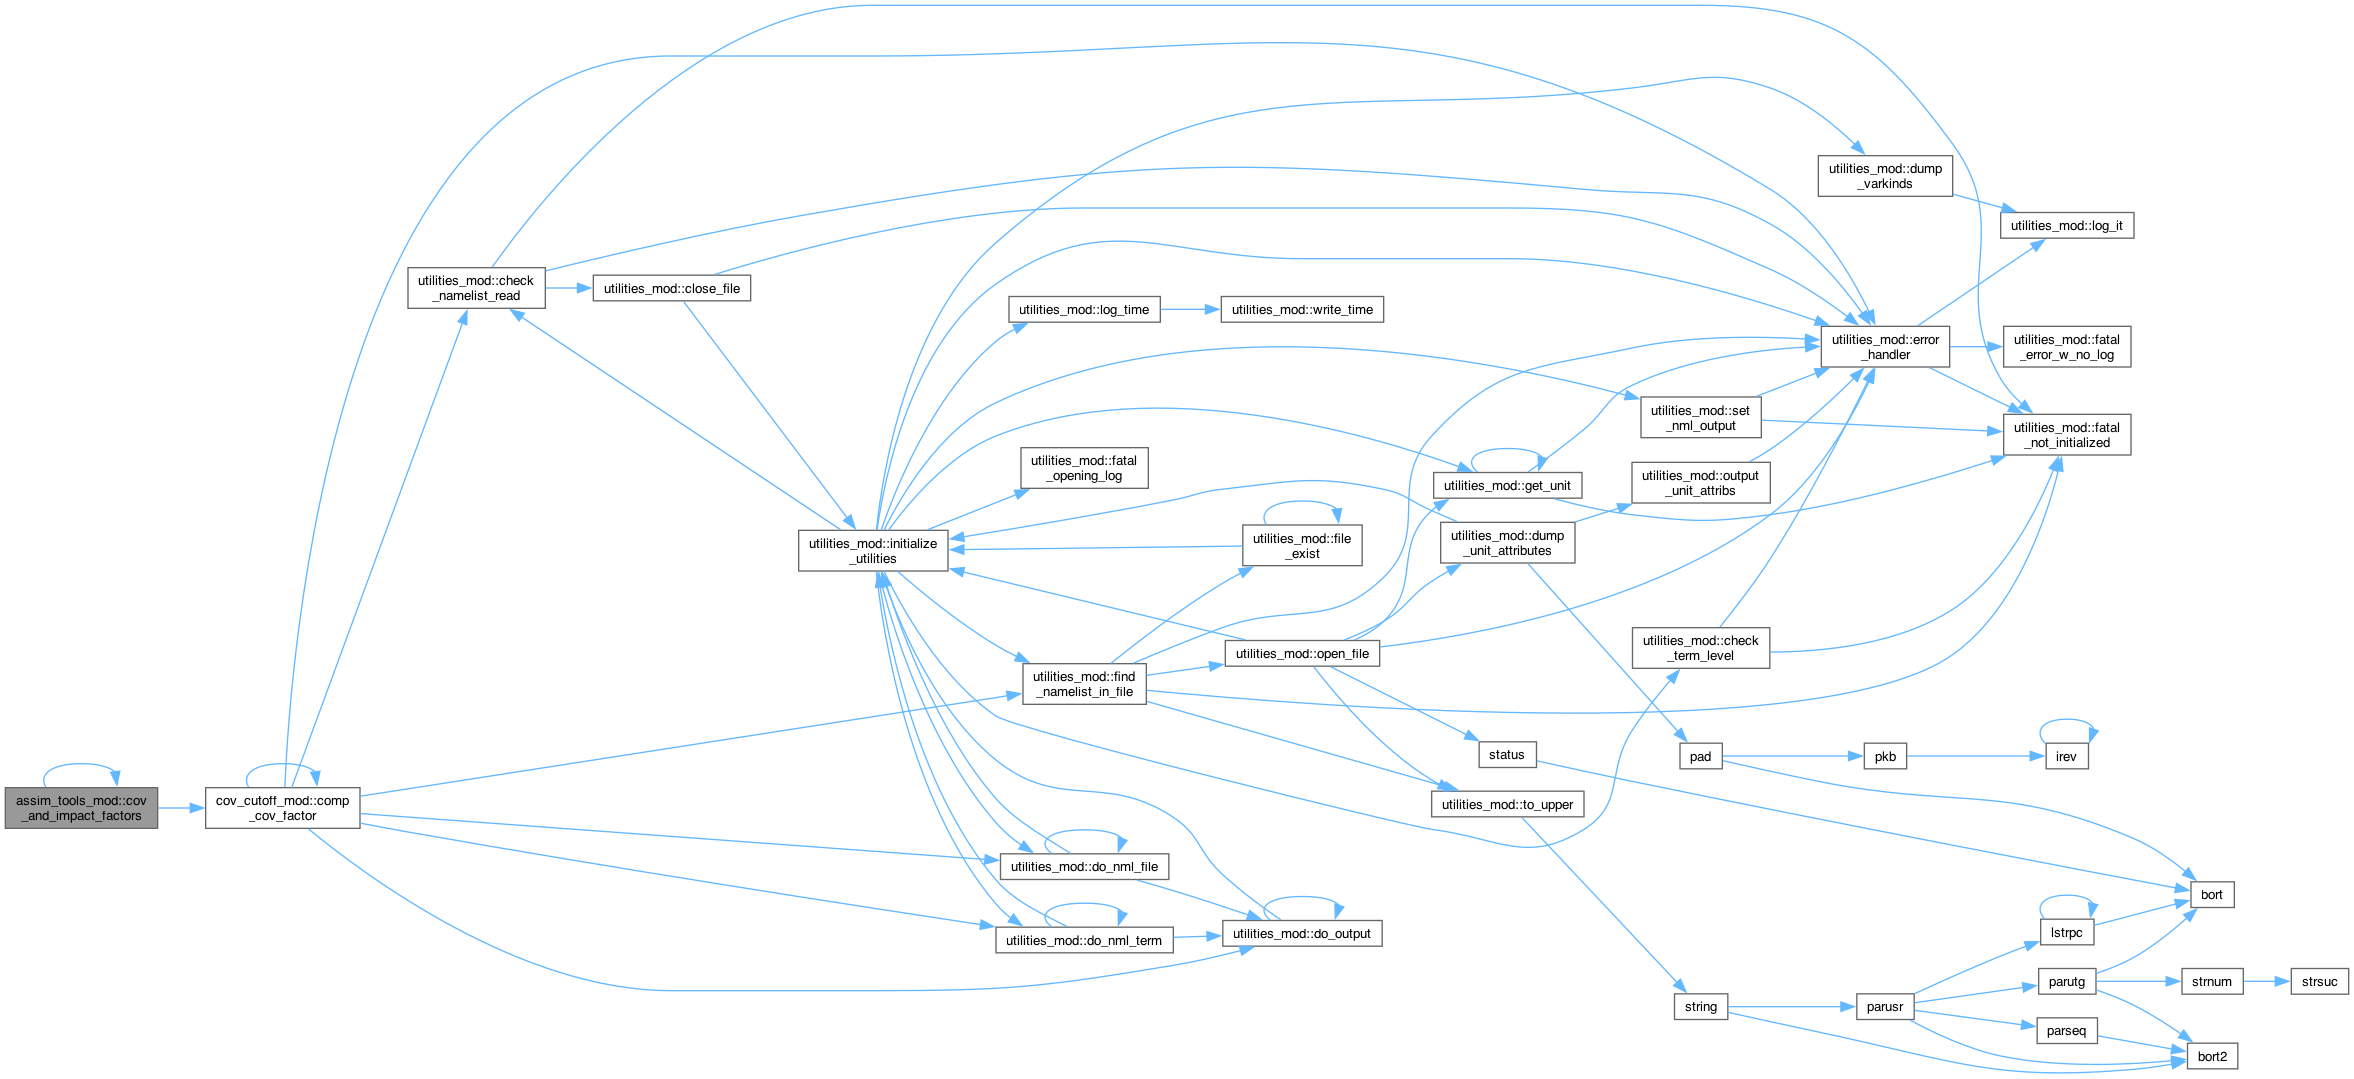 assim_tools_mod::cov
_and_impact_factors
cov_cutoff_mod::comp
_cov_factor
utilities_mod::check
_namelist_read
utilities_mod::close_file
utilities_mod::initialize
_utilities
utilities_mod::log_time
utilities_mod::write_time
utilities_mod::fatal
_opening_log
utilities_mod::file
_exist
utilities_mod::find
_namelist_in_file
utilities_mod::open_file
utilities_mod::do_nml_file
utilities_mod::do_nml_term
utilities_mod::do_output
utilities_mod::get_unit
utilities_mod::dump
_unit_attributes
status
utilities_mod::to_upper
utilities_mod::set
_nml_output
utilities_mod::output
_unit_attribs
utilities_mod::check
_term_level
pad
string
utilities_mod::dump
_varkinds
utilities_mod::error
_handler
pkb
parusr
utilities_mod::log_it
utilities_mod::fatal
_error_w_no_log
utilities_mod::fatal
_not_initialized
irev
lstrpc
parutg
parseq
bort
strnum
bort2
strsuc